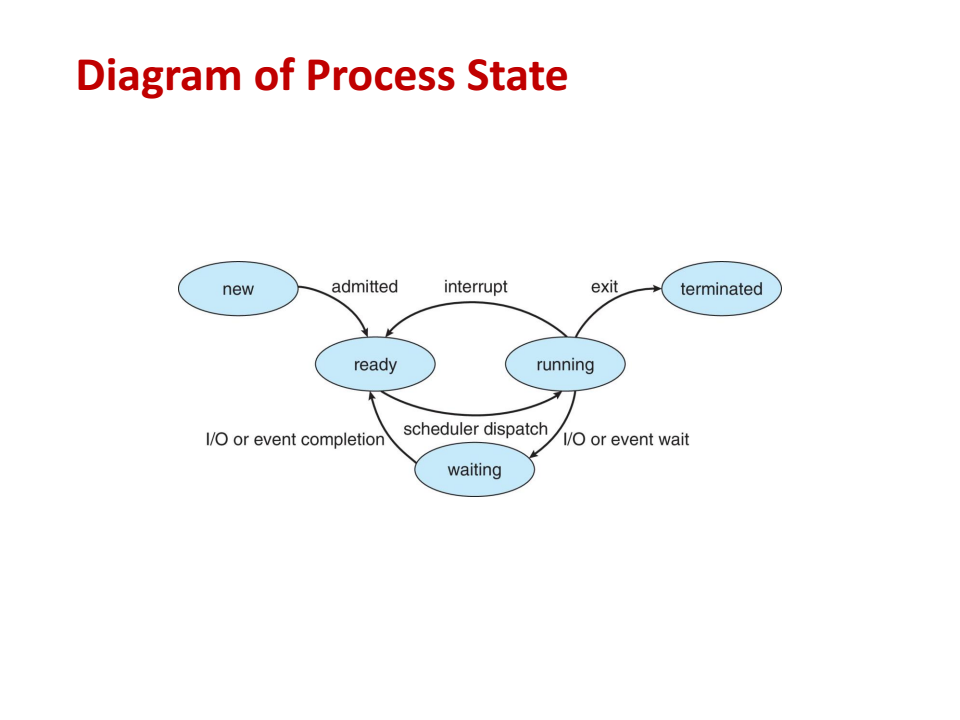 Diagram of Process State
new
admitted
interrupt
exit
terminated
ready
running
I/O or event completion
scheduler dispatch
I/O or event wait
waiting